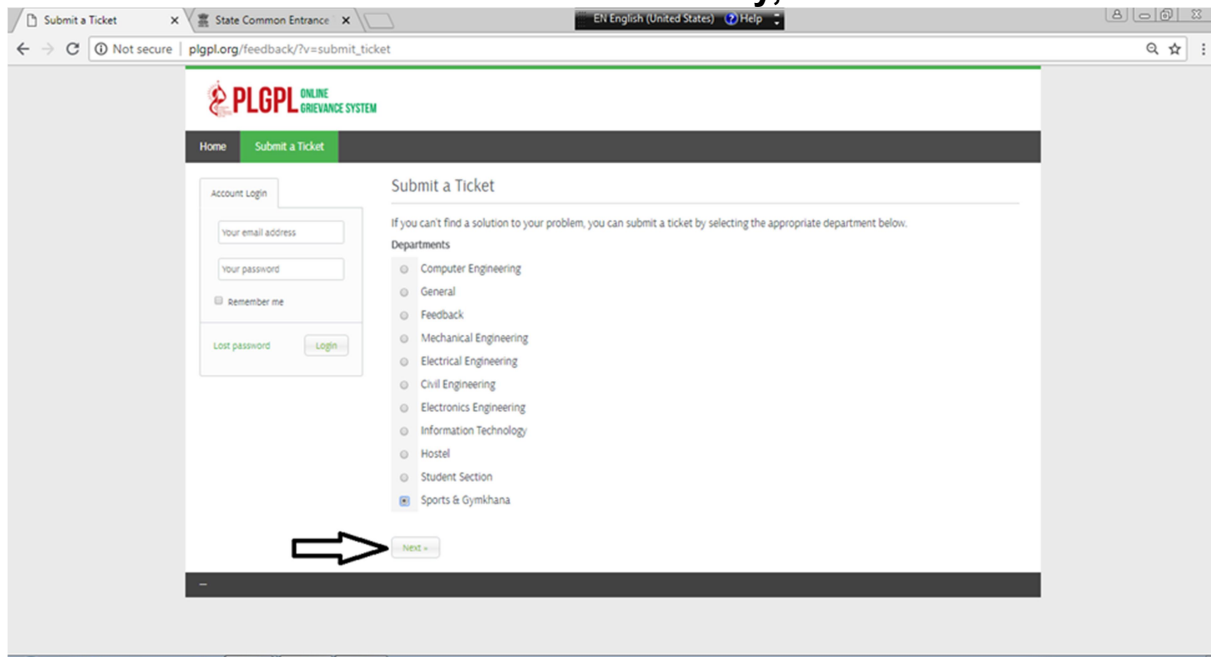 y,
Submit a Ticket
State Common Entrance
EN English (United States) Help
Not secure | plgpl.org/feedback/?v=submit_ticket
PLGPL ONLINE
GRIEVANCE SYSTEM
Home Submit a Ticket
Account Login
Your email address
Your password
Remember me
Lost password Login
Submit a Ticket
If you can't find a solution to your problem, you can submit a ticket by selecting the appropriate department below.
Departments
Computer Engineering
General
Feedback
Mechanical Engineering
Electrical Engineering
Civil Engineering
Electronics Engineering
Information Technology
Hostel
Student Section
Sports & Gymkhana
Next »